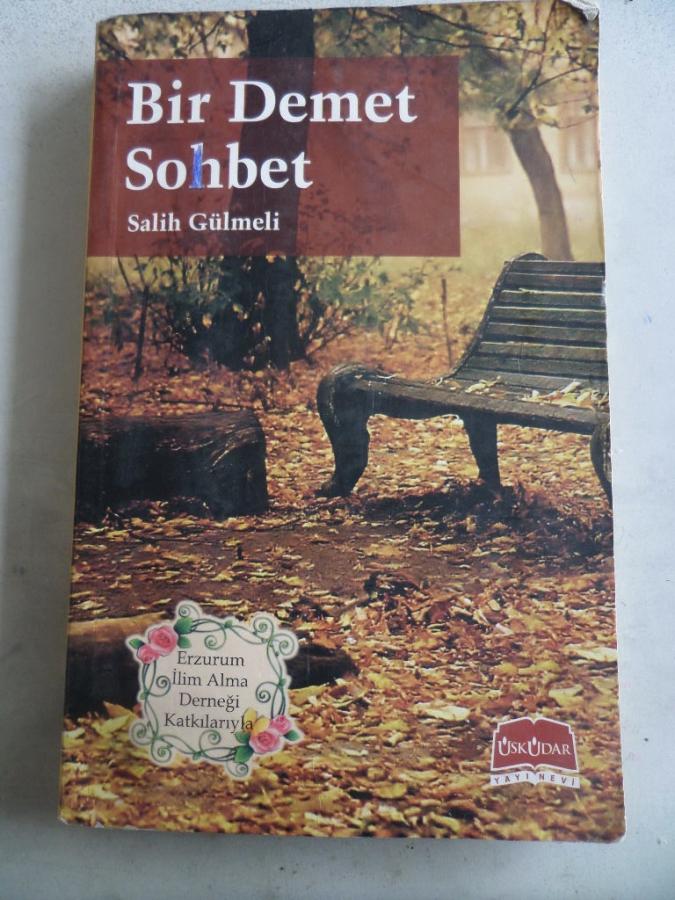 Bir Demet
Sohbet
Salih Gülmeli
Erzurum
İlim Alma
Derneği
Katkılarıyla
ÜSKÜDAR
YAYINEVİ